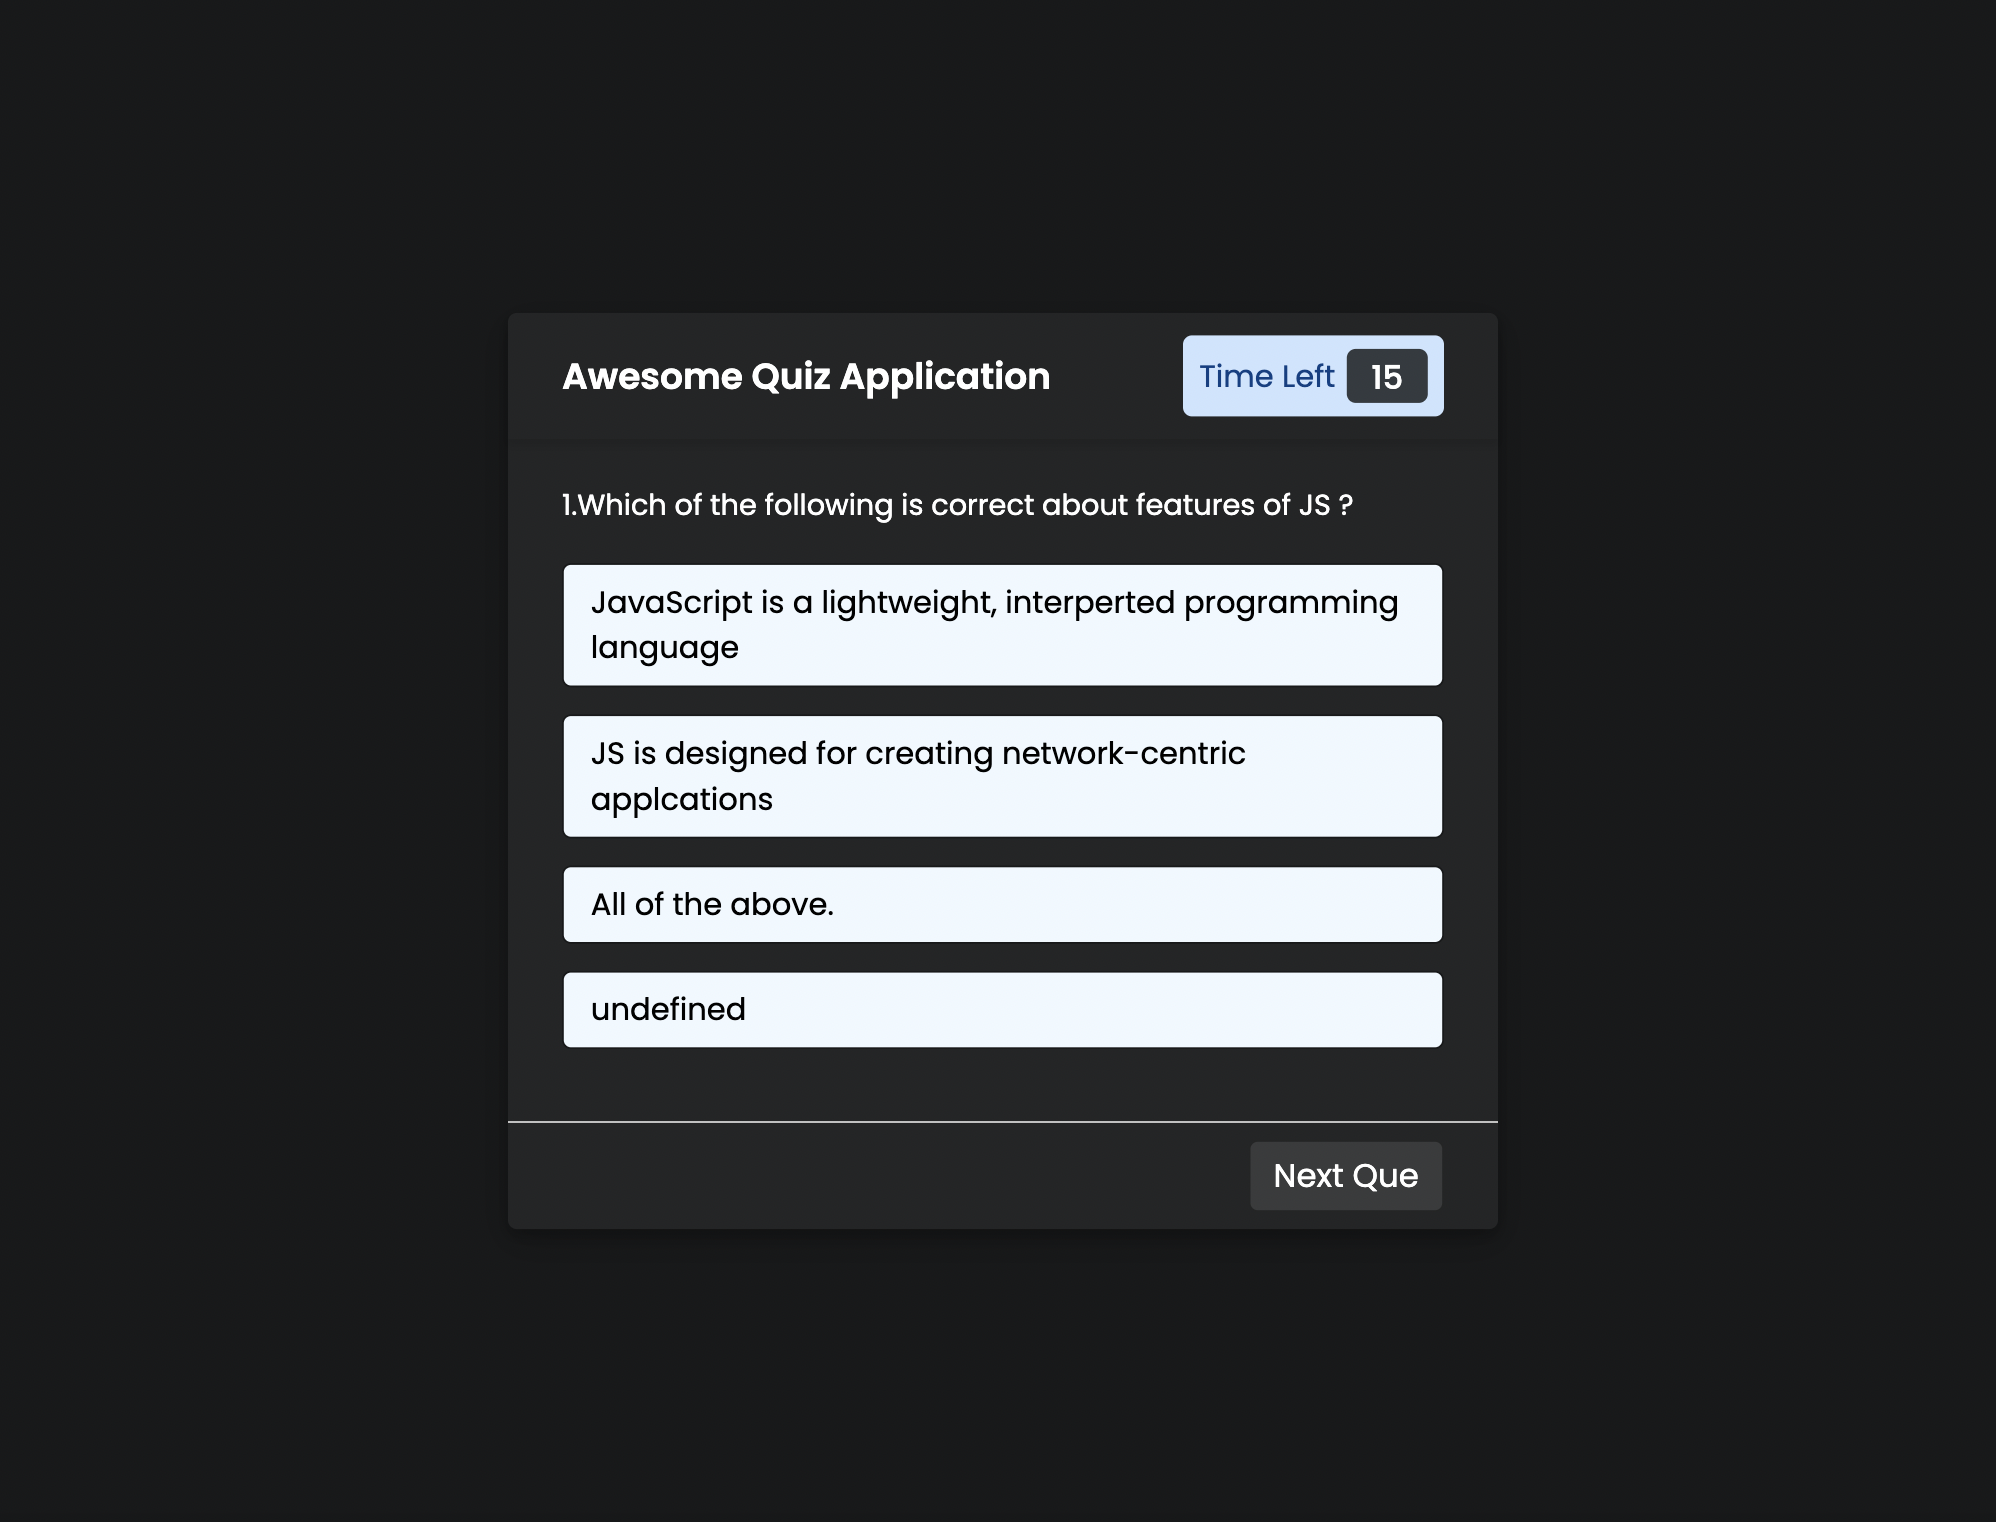 Awesome Quiz Application
Time Left 15
1.Which of the following is correct about features of JS ?
JavaScript is a lightweight, interperted programming
language
JS is designed for creating network-centric
applcations
All of the above.
undefined
Next Que